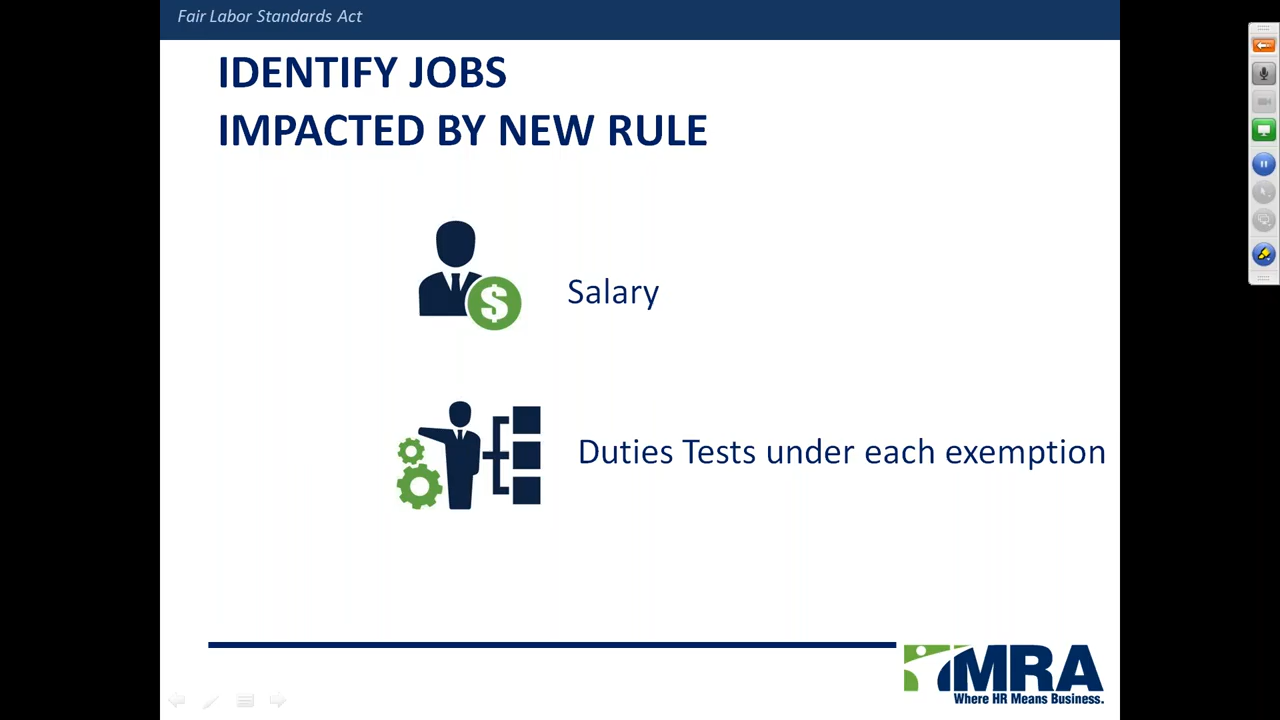 Fair Labor Standards Act
IDENTIFY JOBS
IMPACTED BY NEW RULE
$
Salary
Duties Tests under each exemption
MRA
Where HR Means Business.